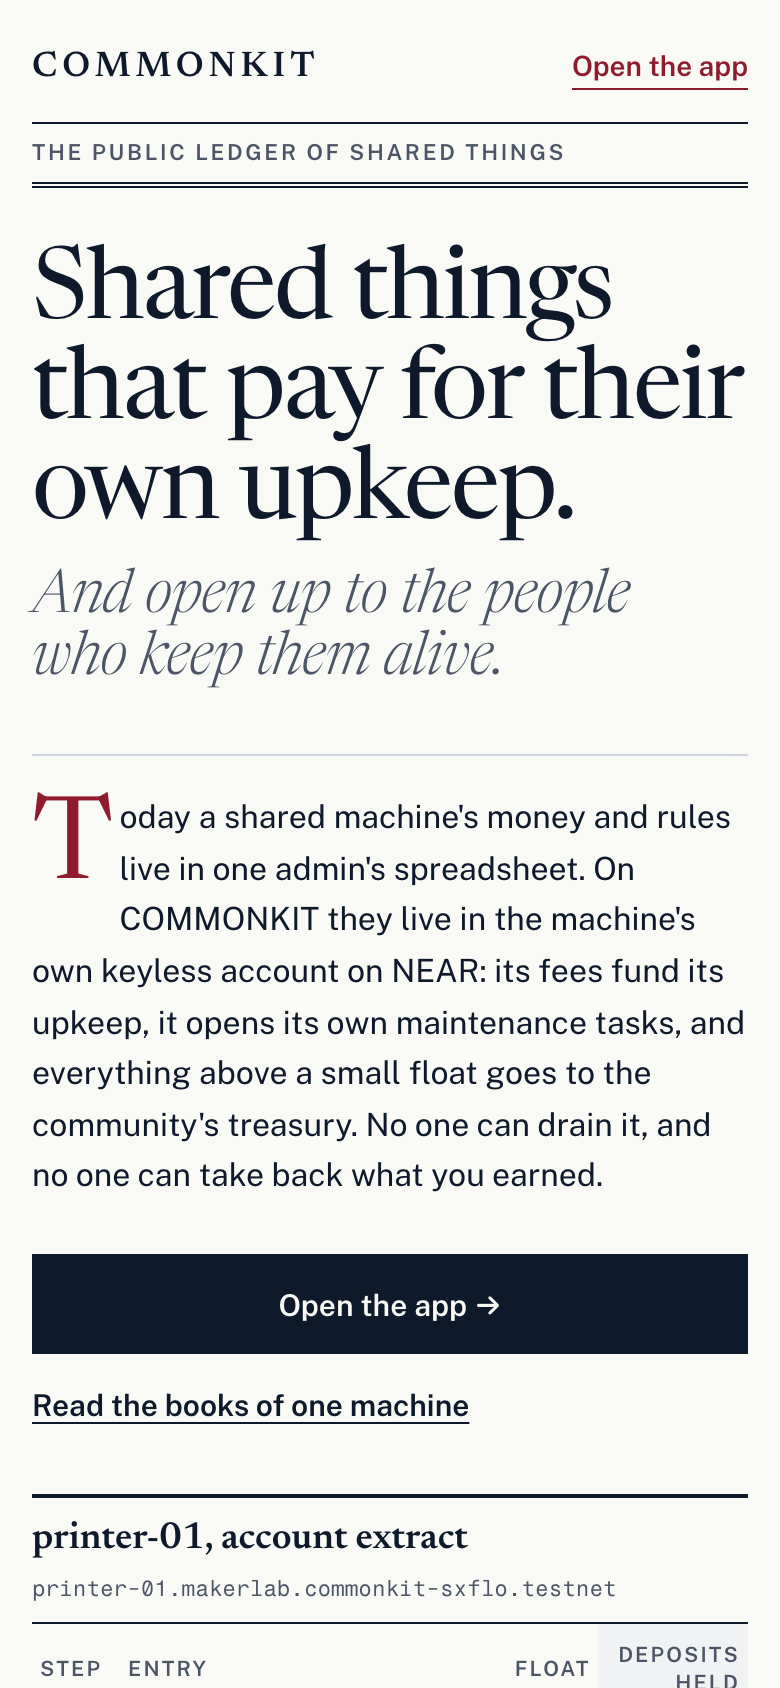 COMMONKIT
Open the app
THE PUBLIC LEDGER OF SHARED THINGS
Shared things
that pay for their
own upkeep.
And open up to the people
who keep them alive.
Today a shared machine's money and rules
live in one admin's spreadsheet. On
COMMONKIT they live in the machine's
own keyless account on NEAR: its fees fund its
upkeep, it opens its own maintenance tasks, and
everything above a small float goes to the
community's treasury. No one can drain it, and
no one can take back what you earned.
Open the app →
Read the books of one machine
printer-01, account extract
printer-01.makerlab.commonkit-sxflo.testnet
STEP ENTRY FLOAT DEPOSITS
HELD